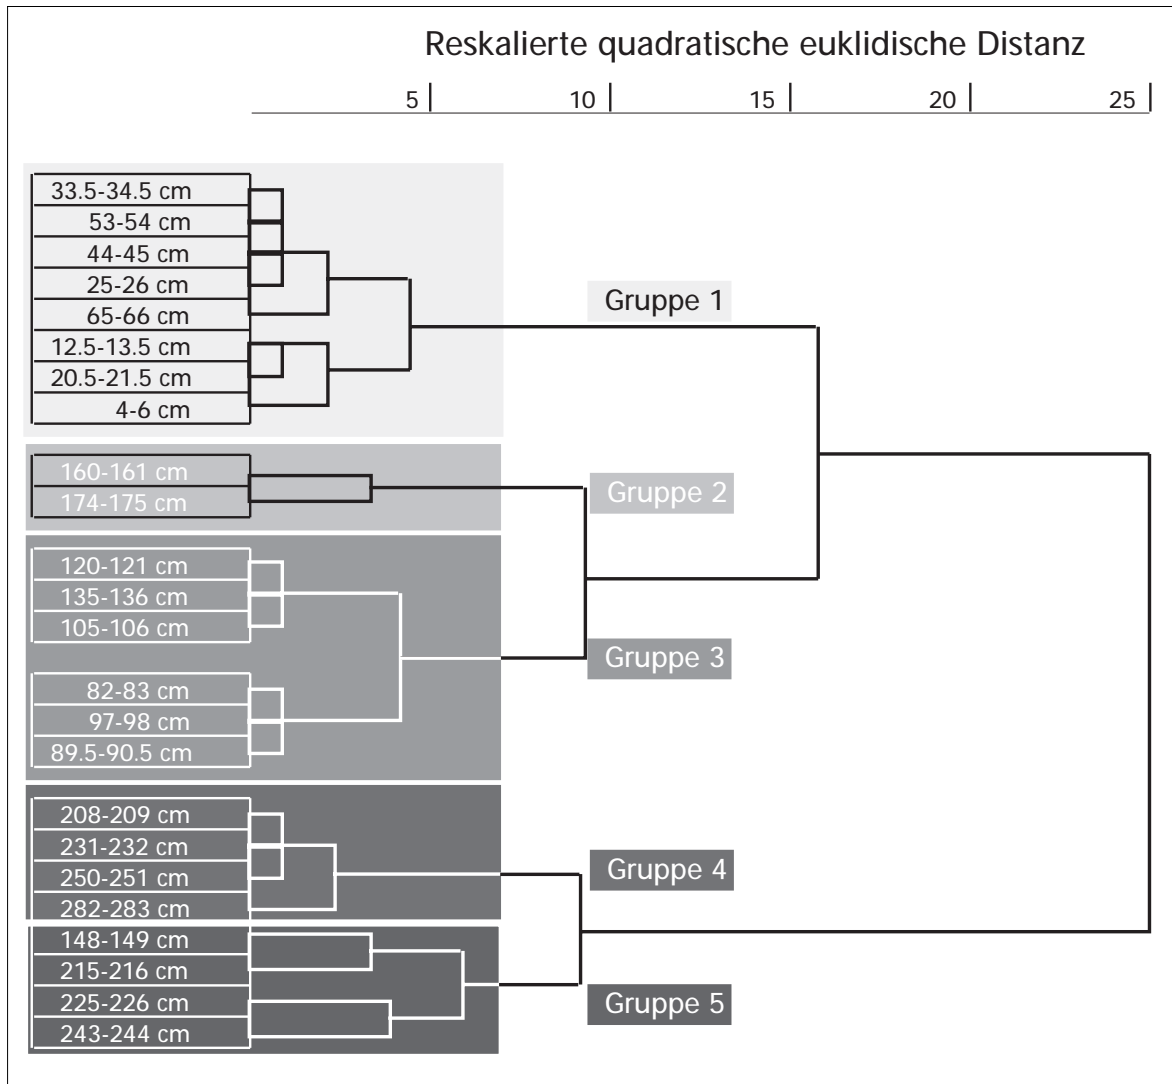 Reskalierte quadratische euklidische Distanz
5 10 15 20 25
33.5-34.5 cm
53-54 cm
44-45 cm
25-26 cm
65-66 cm
12.5-13.5 cm
20.5-21.5 cm
4-6 cm
Gruppe 1
160-161 cm
174-175 cm
Gruppe 2
120-121 cm
135-136 cm
105-106 cm
82-83 cm
97-98 cm
89.5-90.5 cm
Gruppe 3
208-209 cm
231-232 cm
250-251 cm
282-283 cm
Gruppe 4
148-149 cm
215-216 cm
225-226 cm
243-244 cm
Gruppe 5